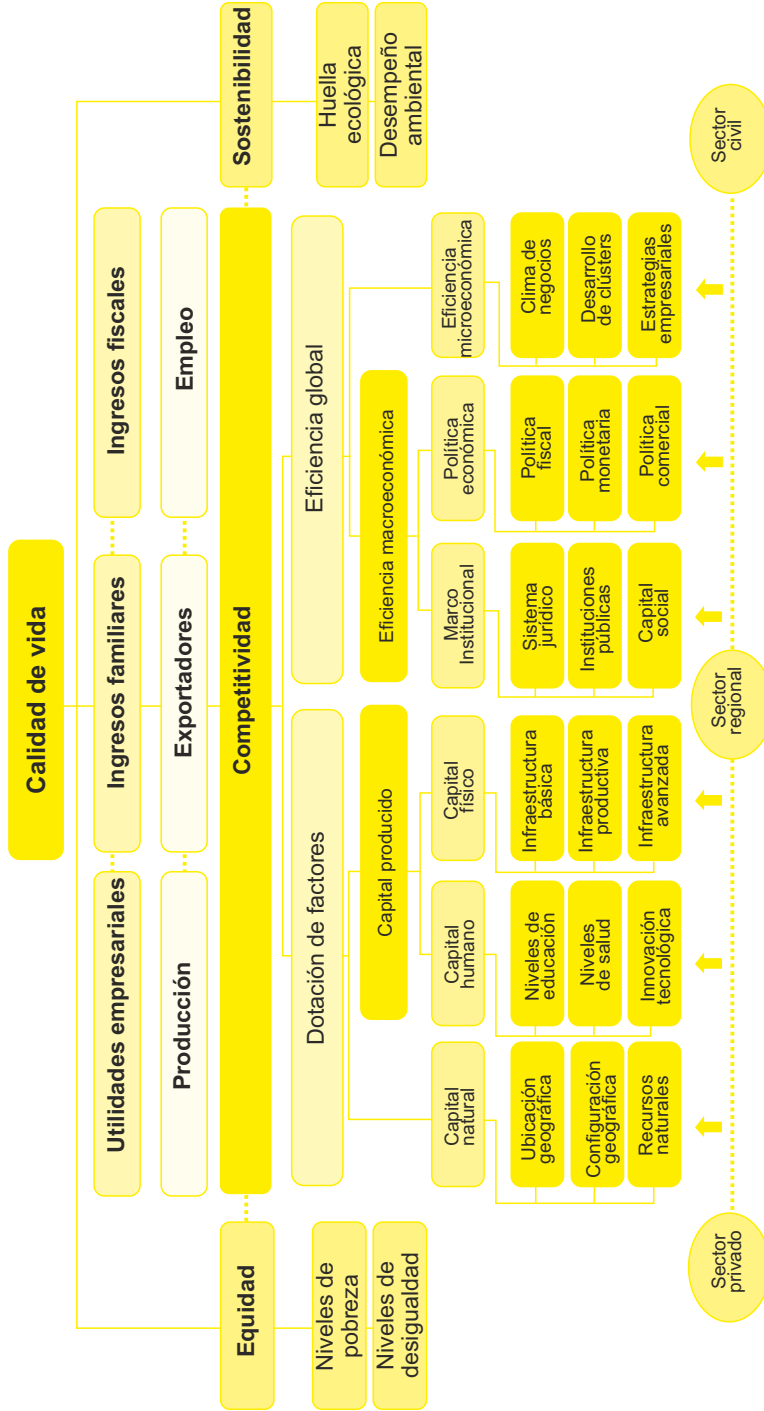 Calidad de vida
Utilidades empresariales
Ingresos familiares
Ingresos fiscales
Producción
Exportadores
Empleo
Equidad
Competitividad
Sostenibilidad
Niveles de
pobreza
Niveles de
desigualdad
Dotación de factores
Eficiencia global
Huella
ecológica
Desempeño
ambiental
Capital producido
Eficiencia macroeconómica
Capital
natural
Capital
humano
Capital
físico
Marco
Institucional
Política
económica
Eficiencia
microeconómica
Ubicación
geográfica
Niveles de
educación
Infraestructura
básica
Sistema
jurídico
Política
fiscal
Clima de
negocios
Configuración
geográfica
Niveles
de salud
Infraestructura
productiva
Instituciones
públicas
Política
monetaria
Desarrollo
de clústers
Recursos
naturales
Innovación
tecnológica
Infraestructura
avanzada
Capital
social
Política
comercial
Estrategias
empresariales
Sector
privado
Sector
regional
Sector
civil